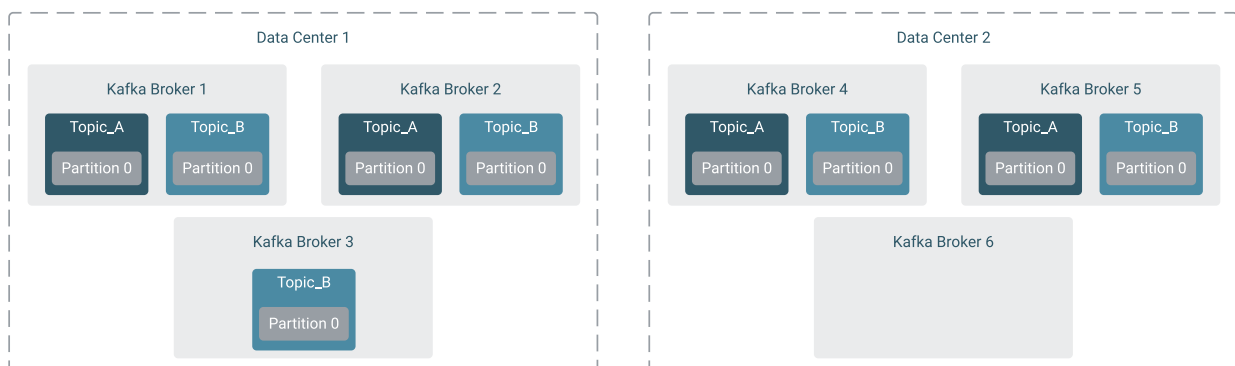 Data Center 1
Kafka Broker 1
Topic_A
Topic_B
Partition 0
Partition 0
Kafka Broker 2
Topic_A
Topic_B
Partition 0
Partition 0
Kafka Broker 3
Topic_B
Partition 0
Data Center 2
Kafka Broker 4
Topic_A
Topic_B
Partition 0
Partition 0
Kafka Broker 5
Topic_A
Topic_B
Partition 0
Partition 0
Kafka Broker 6